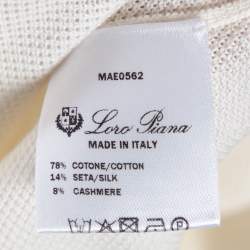 MAE0562
Loro Piana
MADE IN ITALY
78% COTONE/COTTON
14% SETA/SILK
8% CASHMERE